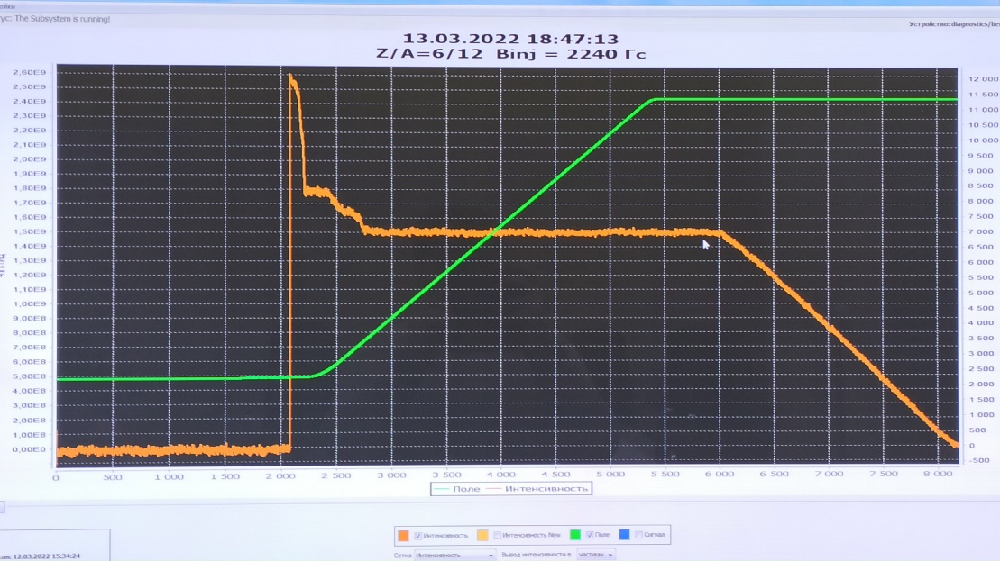 ус: The Subsystem is running!
Устройство: diagnostics/be
13.03.2022 18:47:13
Z/A=6/12 Binj = 2240 Гс
2,60E9
2,50E9
2,40E9
2,30E9
2,20E9
2,10E9
2,00E9
1,90E9
1,80E9
1,70E9
1,60E9
1,50E9
1,40E9
1,30E9
1,20E9
1,10E9
1,00E9
9,00E8
8,00E8
7,00E8
6,00E8
5,00E8
4,00E8
3,00E8
2,00E8
1,00E8
0,00E0
12 000
11 500
11 000
10 500
10 000
9 500
9 000
8 500
8 000
7 500
7 000
6 500
6 000
5 500
5 000
4 500
4 000
3 500
3 000
2 500
2 000
1 500
1 000
500
0
-500
0 500 1 000 1 500 2 000 2 500 3 000 3 500 4 000 4 500 5 000 5 500 6 000 6 500 7 000 7 500 8 000
Поле Интенсивность
Интенсивность Интенсивность New Поле Сигнал
Сетка Интенсивность Вывод интенсивности в частицы
12.03.2022 15:34:24